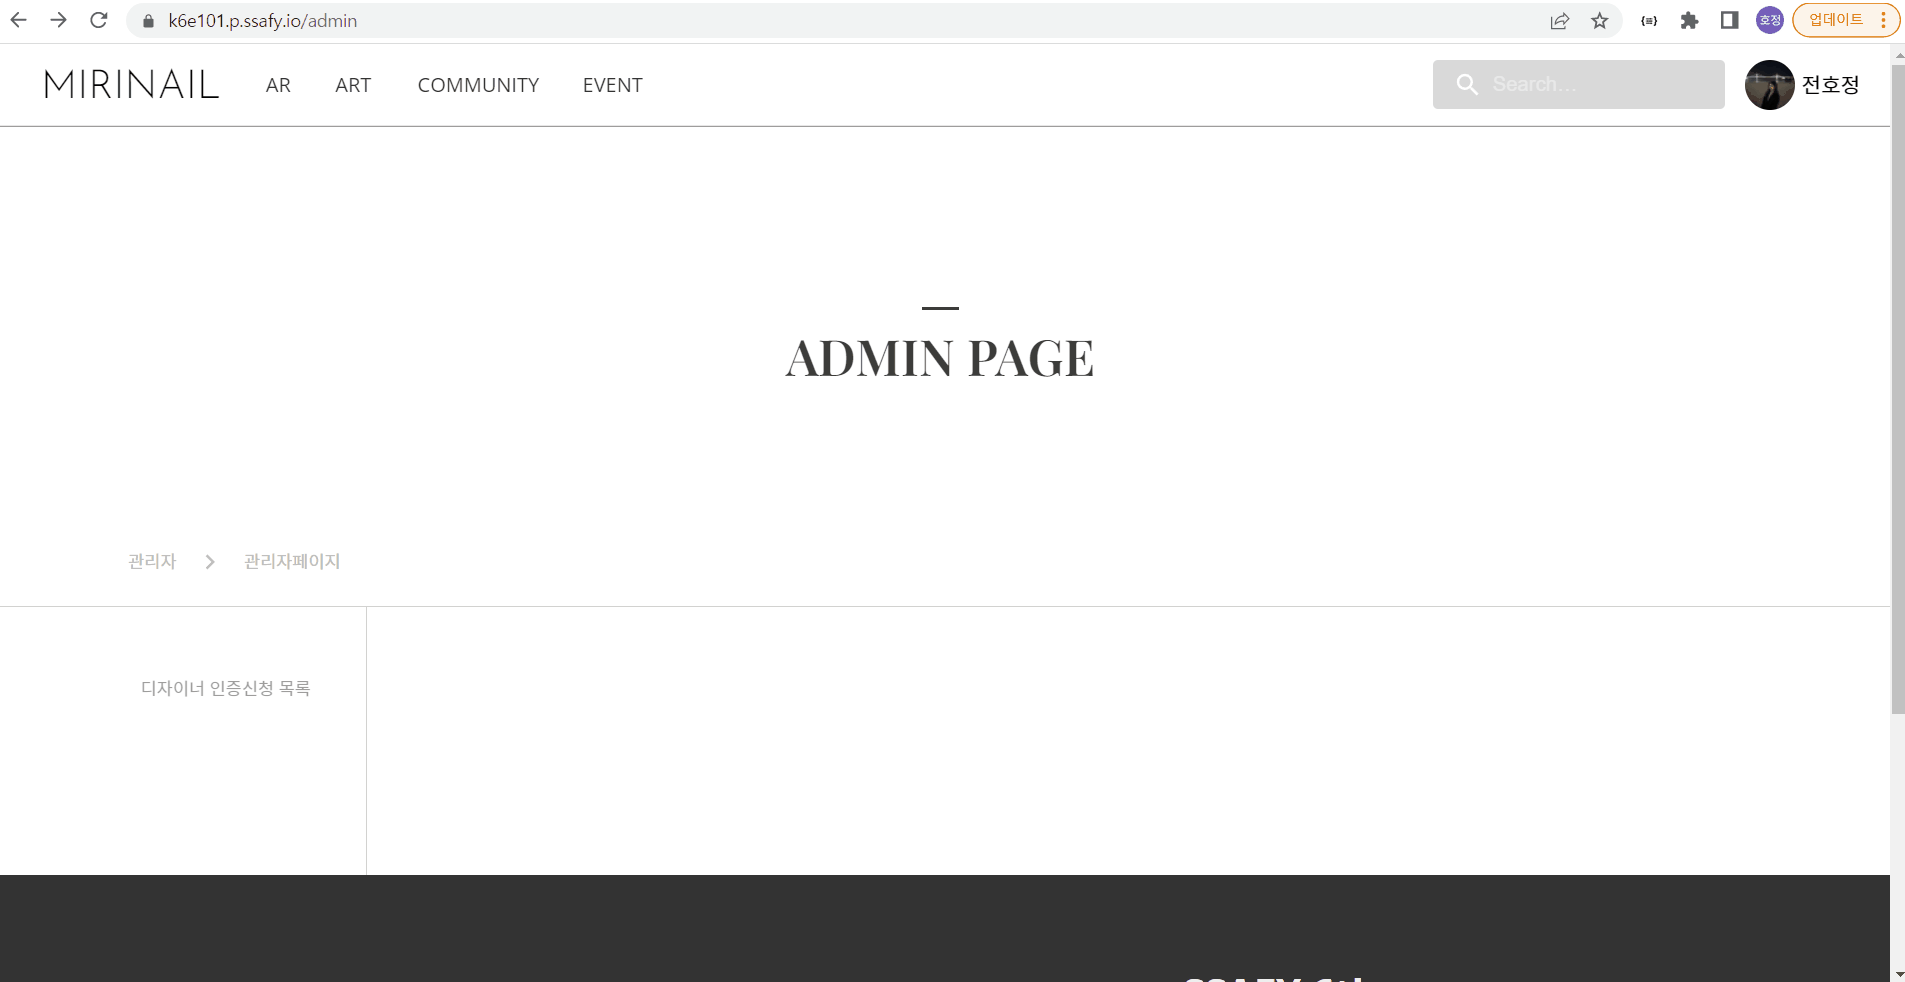 k6e101.p.ssafy.io/admin
호정
업데이트
MIRINAIL
AR
ART
COMMUNITY
EVENT
Search...
전호정
ADMIN PAGE
관리자 > 관리자페이지
디자이너 인증신청 목록